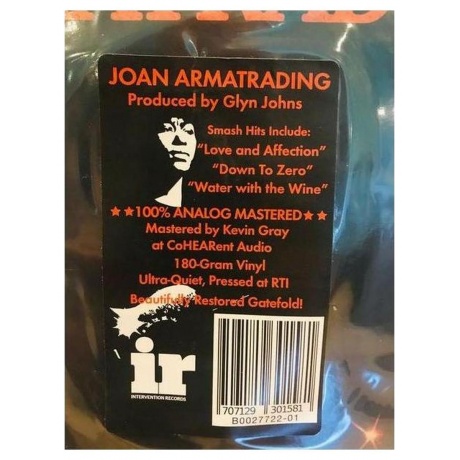 JOAN ARMATRADING
Produced by Glyn Johns
Smash Hits Include:
"Love and Affection"
"Down To Zero"
"Water with the Wine"
★★100% ANALOG MASTERED★★
Mastered by Kevin Gray
at CoHEARent Audio
180-Gram Vinyl
Ultra-Quiet, Pressed at RTI
Beautifully Restored Gatefold!
ir
INTERVENTION RECORDS
707129 301581
B0027722-01